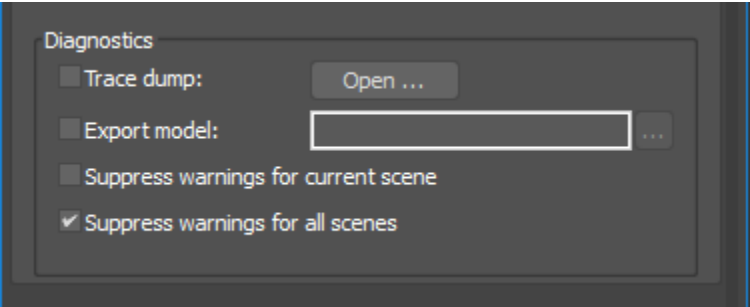 Diagnostics
Trace dump: Open ...
Export model: ...
Suppress warnings for current scene
Suppress warnings for all scenes